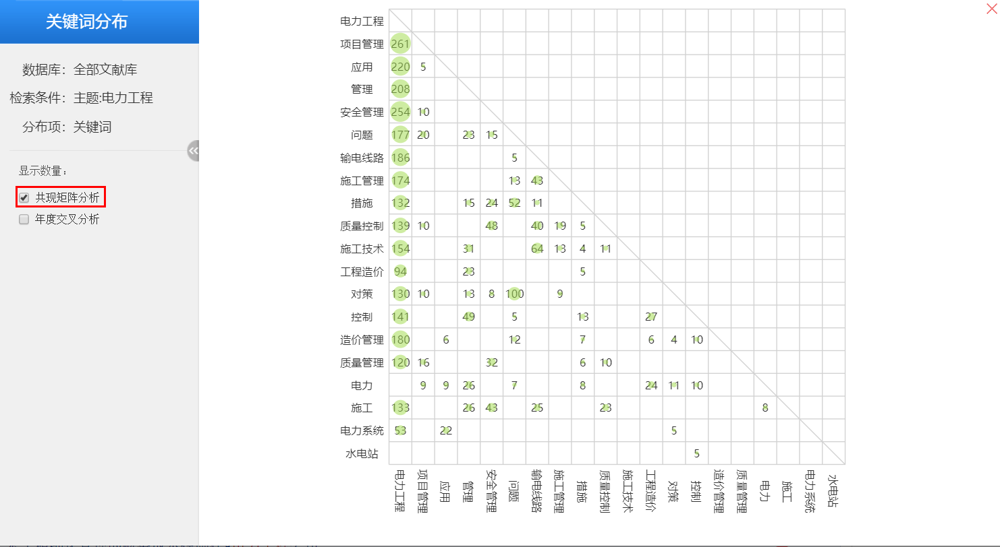 关键词分布
数据库：全部文献库
检索条件：主题:电力工程
分布项：关键词
显示数量：
共现矩阵分析
年度交叉分析
电力工程
项目管理 261
应用 220 5
管理 208
安全管理 254 10
问题 177 20 23 15
输电线路 186 5
施工管理 174 13 43
措施 132 15 24 52 11
质量控制 139 10 48 40 19 5
施工技术 154 31 64 13 4 11
工程造价 94 23 5
对策 130 10 13 8 100 9
控制 141 49 5 13 27
造价管理 180 6 12 7 6 4 10
质量管理 120 16 32 6 10
电力 9 9 26 7 8 24 11 10
施工 133 26 43 25 23 8
电力系统 53 22 5
水电站 5
电力工程 项目管理 应用 管理 安全管理 问题 输电线路 施工管理 措施 质量控制 施工技术 工程造价 对策 控制 造价管理 质量管理 电力 施工 电力系统 水电站